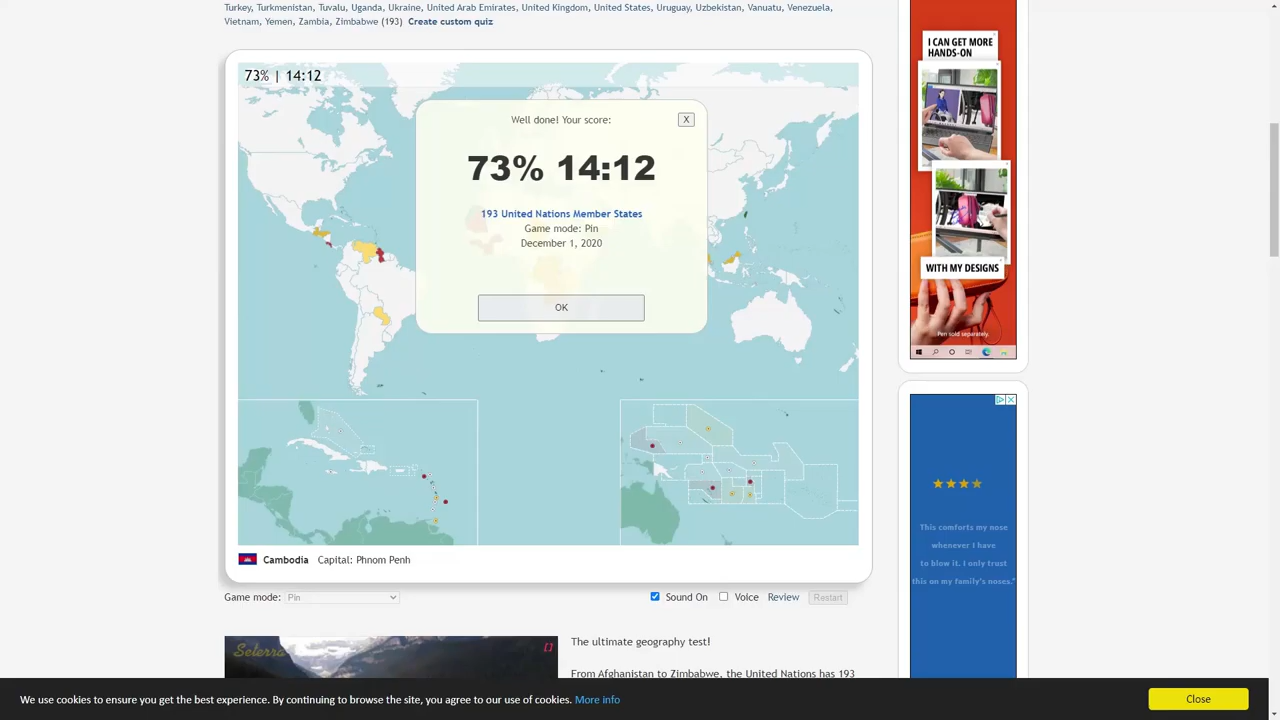 Turkey, Turkmenistan, Tuvalu, Uganda, Ukraine, United Arab Emirates, United Kingdom, United States, Uruguay, Uzbekistan, Vanuatu, Venezuela,
Vietnam, Yemen, Zambia, Zimbabwe (193) Create custom quiz
73% | 14:12
Well done! Your score:
X
73% 14:12
193 United Nations Member States
Game mode: Pin
December 1, 2020
OK
Cambodia Capital: Phnom Penh
Game mode: Pin
Sound On Voice Review Restart
Seterra
The ultimate geography test!
From Afghanistan to Zimbabwe, the United Nations has 193
I CAN GET MORE
HANDS-ON
WITH MY DESIGNS
Pen sold separately.
This comforts my nose
whenever I have
to blow it. I only trust
this on my family's noses."
We use cookies to ensure you get the best experience. By continuing to browse the site, you agree to our use of cookies. More info
Close